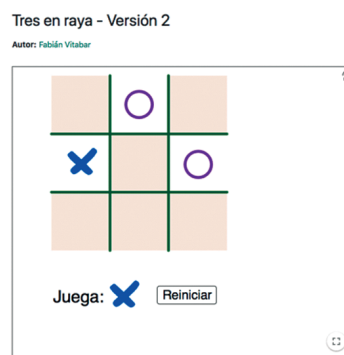 Tres en raya - Versión 2
Autor: Fabián Vitabar
Juega:
Reiniciar